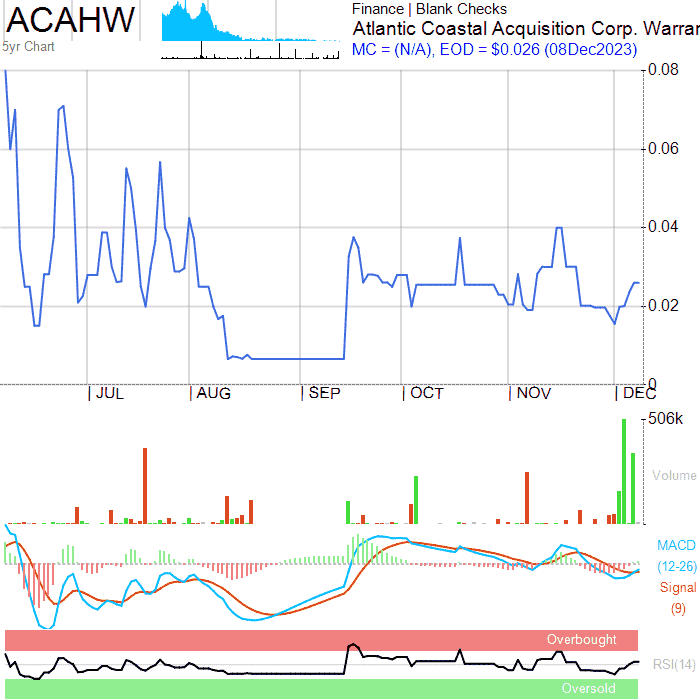 ACAHW
5yr Chart
Finance | Blank Checks
Atlantic Coastal Acquisition Corp. Warrar
MC = (N/A), EOD = $0.026 (08Dec2023)
0.08
0.06
0.04
0.02
0
JUL AUG SEP OCT NOV DEC
506k
Volume
MACD
(12-26)
Signal
(9)
Overbought
RSI(14)
Oversold